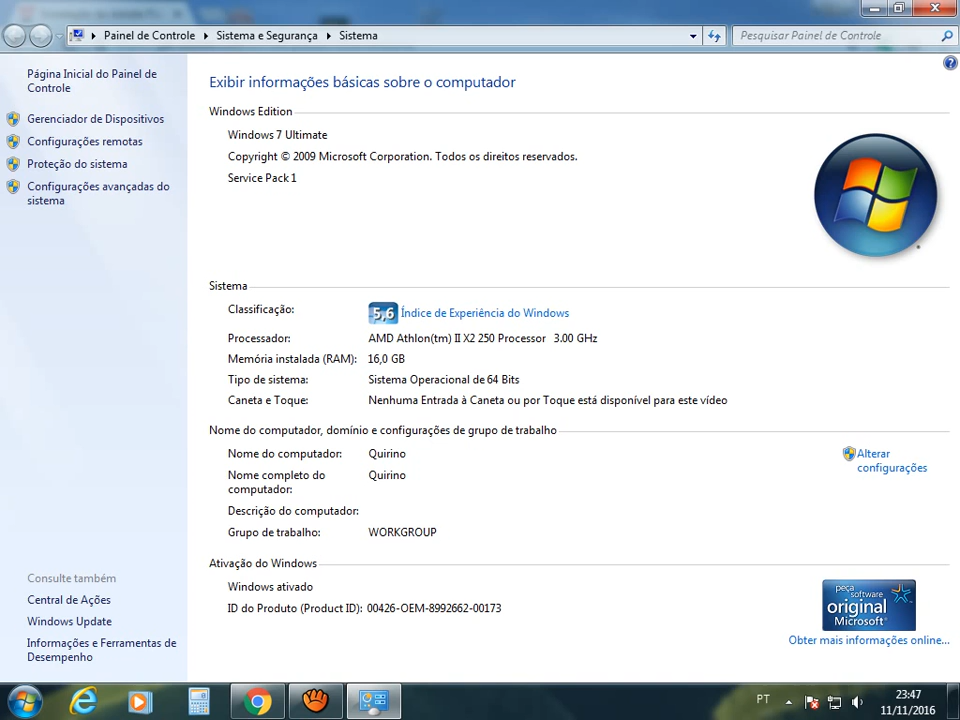 Painel de Controle
Sistema e Segurança
Sistema
Pesquisar Painel de Controle
Página Inicial do Painel de
Controle
Gerenciador de Dispositivos
Configurações remotas
Proteção do sistema
Configurações avançadas do
sistema
Exibir informações básicas sobre o computador
Windows Edition
Windows 7 Ultimate
Copyright © 2009 Microsoft Corporation. Todos os direitos reservados.
Service Pack 1
Sistema
Classificação:
5,6 Índice de Experiência do Windows
Processador: AMD Athlon(tm) II X2 250 Processor 3.00 GHz
Memória instalada (RAM): 16,0 GB
Tipo de sistema: Sistema Operacional de 64 Bits
Caneta e Toque: Nenhuma Entrada à Caneta ou por Toque está disponível para este vídeo
Nome do computador, domínio e configurações de grupo de trabalho
Nome do computador: Quirino
Alterar
configurações
Nome completo do
computador:
Quirino
Descrição do computador:
Grupo de trabalho: WORKGROUP
Ativação do Windows
Windows ativado
ID do Produto (Product ID): 00426-OEM-8992662-00173
peça
software
original
Microsoft®
Obter mais informações online...
Consulte também
Central de Ações
Windows Update
Informações e Ferramentas de
Desempenho
PT
23:47
11/11/2016